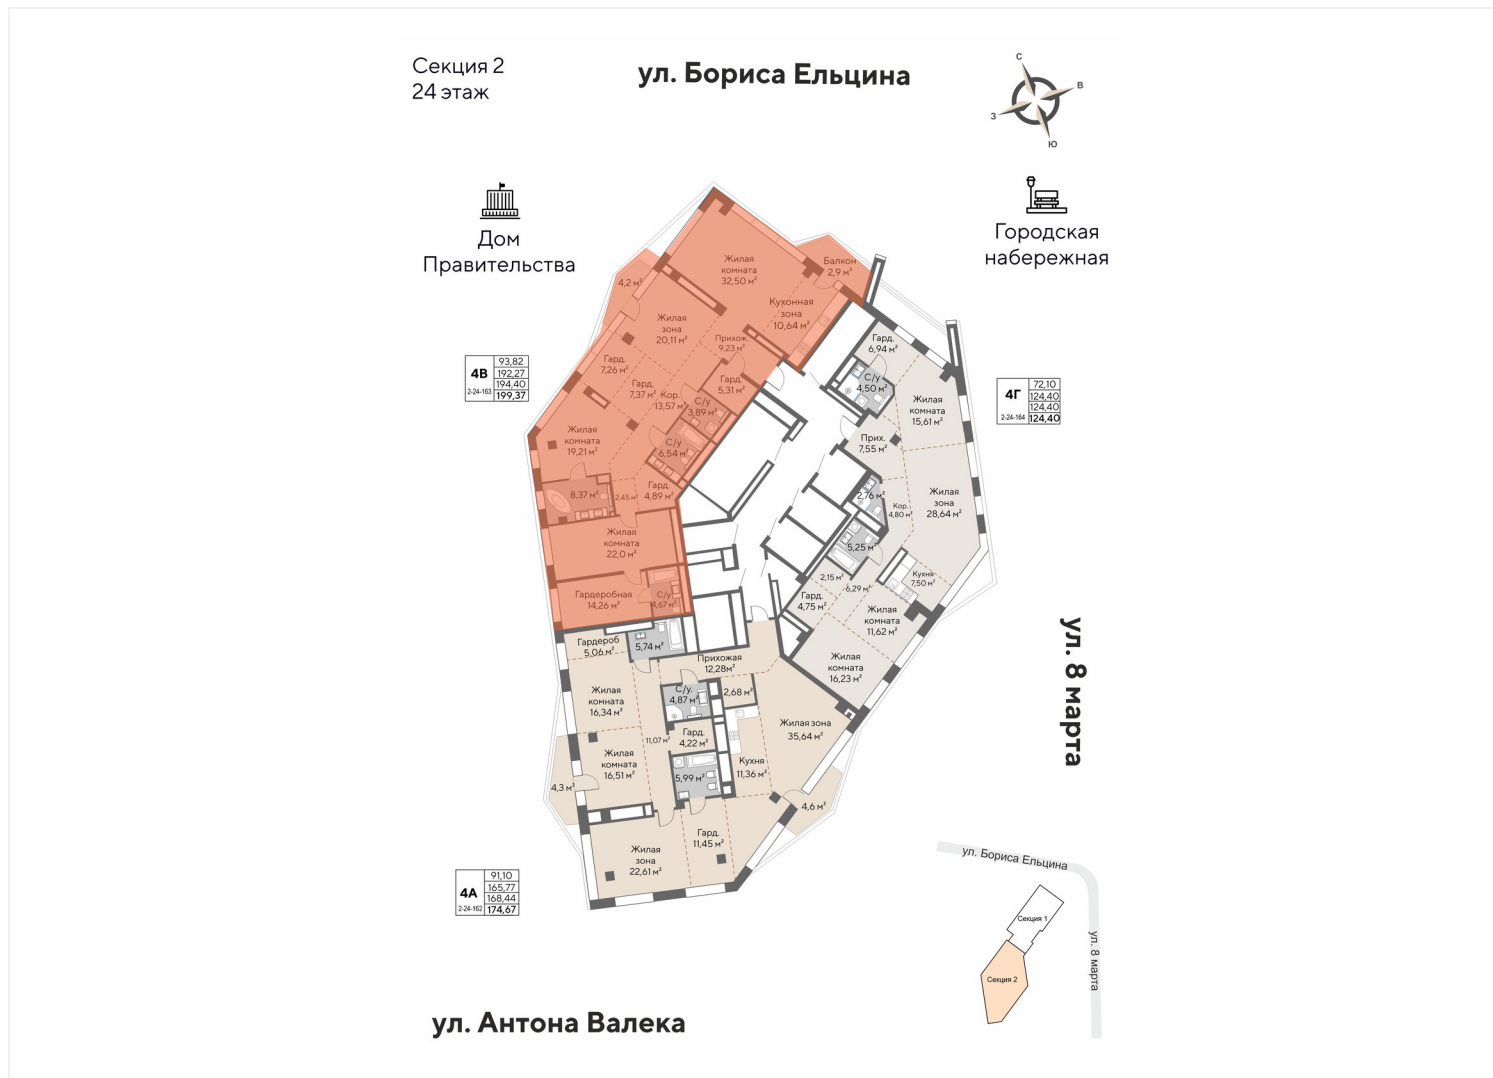 Секция 2
24 этаж
ул. Бориса Ельцина
С
В
З
Ю
Дом
Правительства
Городская
набережная
Балкон
2,9 м²
Жилая
комната
32,50 м²
4,2 м²
Кухонная
зона
10,64 м²
Жилая
зона
20,11 м²
Прихож.
9,23 м²
Гард.
7,26 м²
Гард.
7,37 м²
Кор.
13,57 м²
Гард.
5,31 м²
С/у
3,89 м²
С/у
6,54 м²
Жилая
комната
19,21 м²
8,37 м²
2,45 м²
Гард.
4,89 м²
Жилая
комната
22,0 м²
Гардеробная
14,26 м²
С/у
4,67 м²
4В
2-24-163
93,82
192,27
194,40
199,37
Гард.
6,94 м²
С/у
4,50 м²
Жилая
комната
15,61 м²
Прих.
7,55 м²
2,76 м²
Кор.
4,80 м²
Жилая
зона
28,64 м²
5,25 м²
2,15 м²
6,29 м²
Кухня
7,50 м²
Гард.
4,75 м²
Жилая
комната
11,62 м²
Жилая
комната
16,23 м²
4Г
2-24-164
72,10
124,40
124,40
124,40
Гардероб
5,06 м²
5,74 м²
Прихожая
12,28м²
С/у.
4,87 м²
2,68 м²
Жилая
комната
16,34 м²
Жилая зона
35,64 м²
11,07 м²
Гард.
4,22 м²
Жилая
комната
16,51 м²
Кухня
11,36 м²
5,99 м²
4,3 м²
4,6 м²
Гард.
11,45 м²
Жилая
зона
22,61 м²
4А
2-24-162
91,10
165,77
168,44
174,67
ул. 8 марта
ул. Бориса Ельцина
Секция 1
Секция 2
ул. 8 марта
ул. Антона Валека